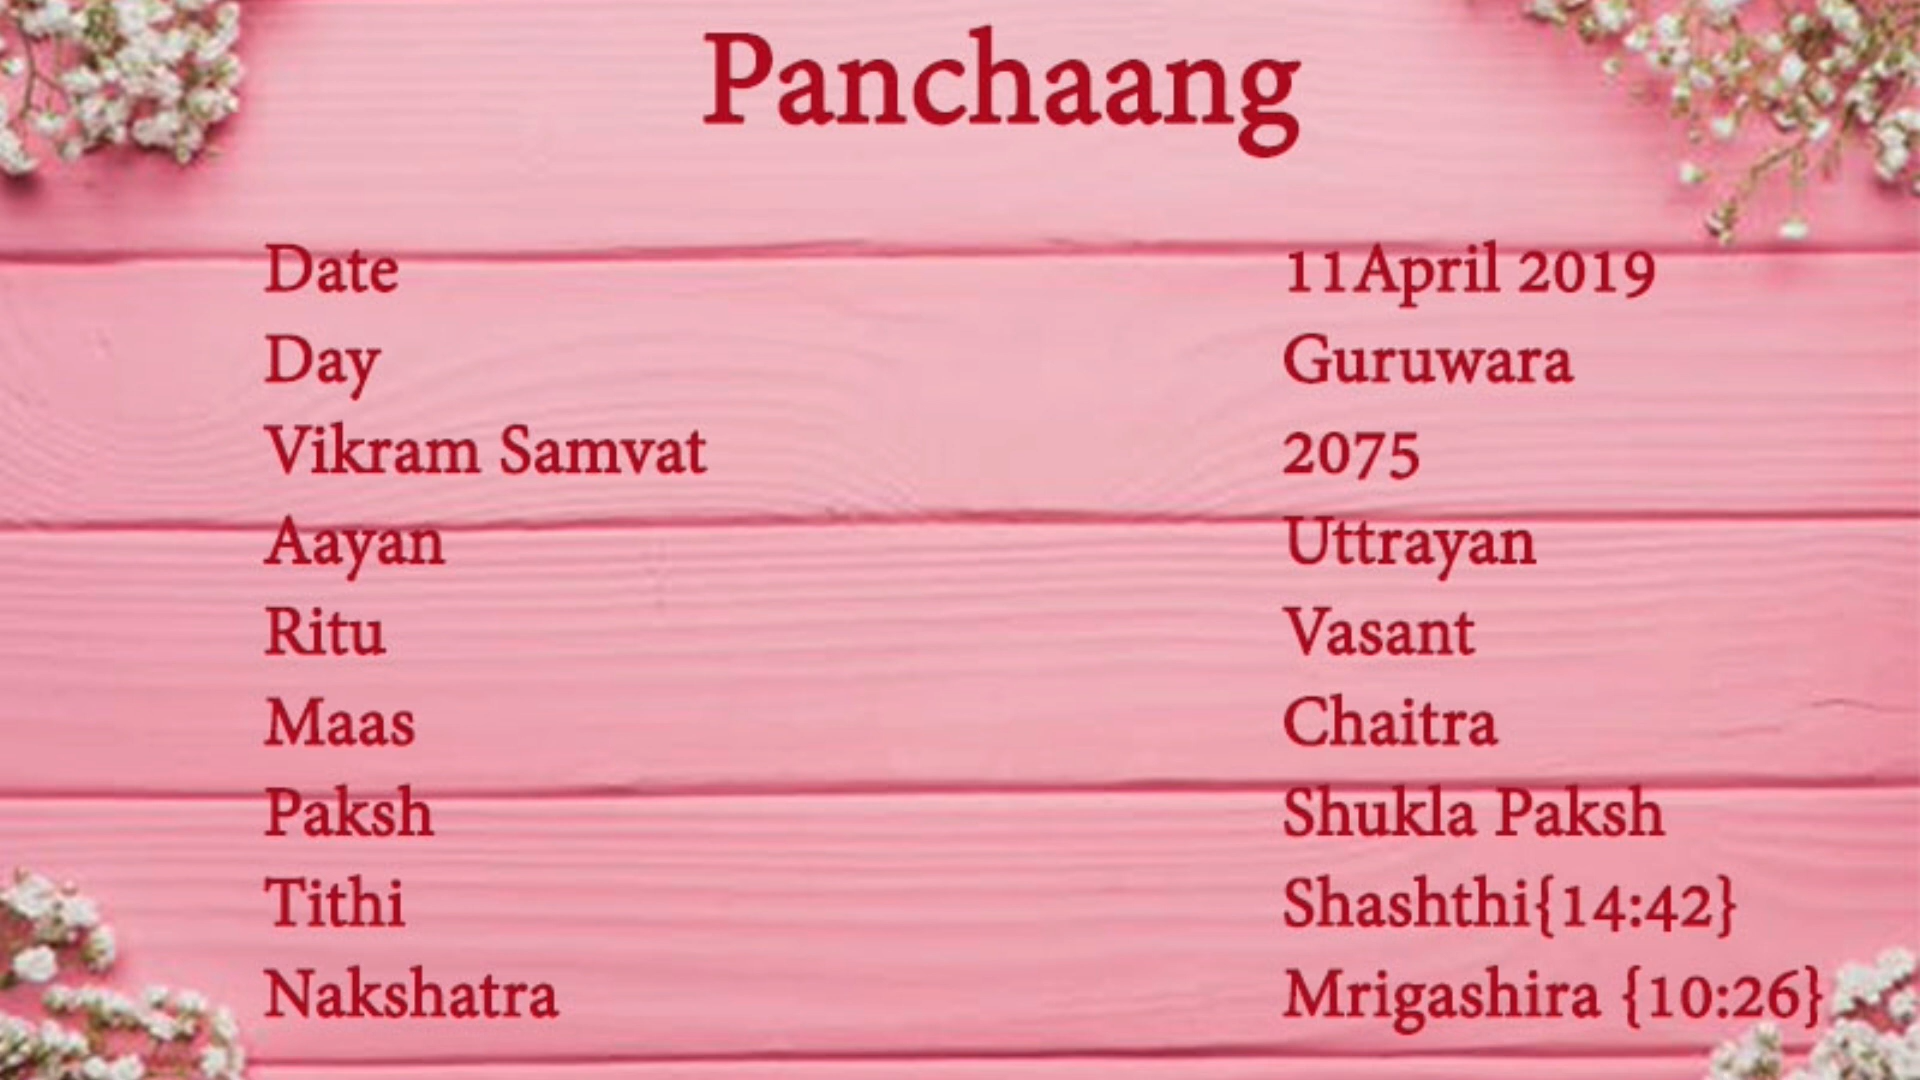 Panchaang
Date 11April 2019
Day Guruwara
Vikram Samvat 2075
Aayan Uttrayan
Ritu Vasant
Maas Chaitra
Paksh Shukla Paksh
Tithi Shashthi{14:42}
Nakshatra Mrigashira {10:26}